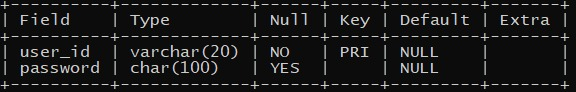 +----------+--------------+------+-----+---------+-------+
| Field    | Type         | Null | Key | Default | Extra |
+----------+--------------+------+-----+---------+-------+
| user_id  | varchar(20)  | NO   | PRI | NULL    |       |
| password | char(100)    | YES  |     | NULL    |       |
+----------+--------------+------+-----+---------+-------+